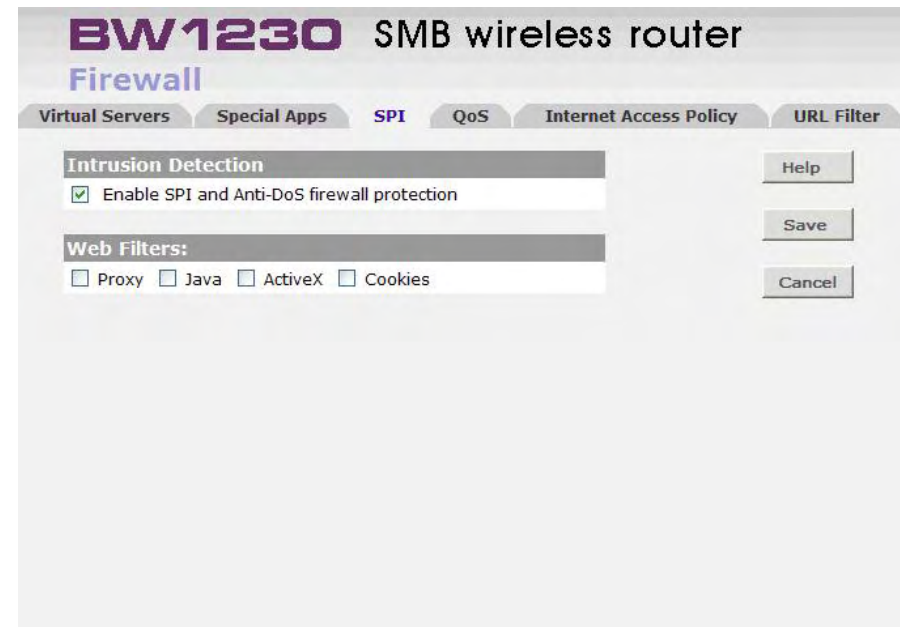 BW1230 SMB wireless router
Firewall
Virtual Servers Special Apps SPI QoS Internet Access Policy URL Filter
Intrusion Detection
Help
Enable SPI and Anti-DoS firewall protection
Save
Web Filters:
Proxy Java ActiveX Cookies
Cancel